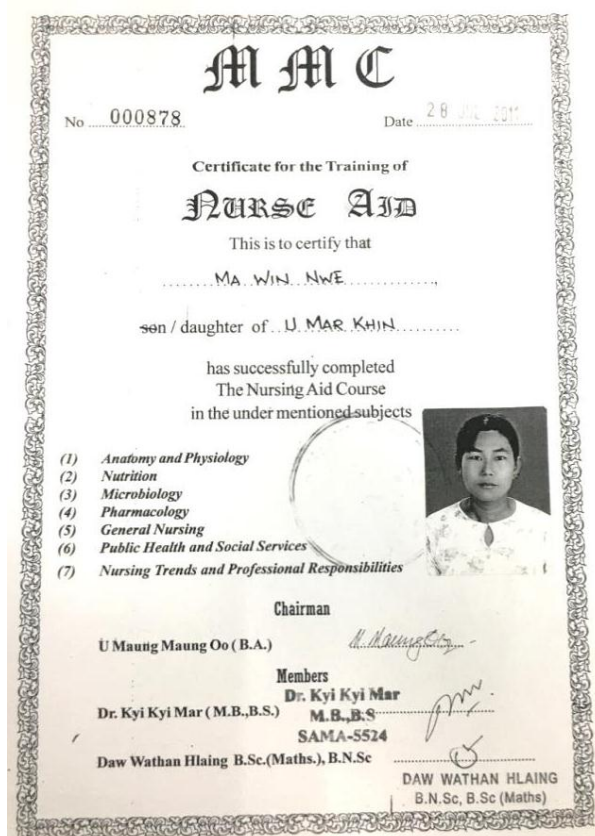 MMC
No 000878
Date 28 JUL 2011
Certificate for the Training of
NURSE AID
This is to certify that
MA WIN NWE
son / daughter of U MAR KHIN
has successfully completed
The Nursing Aid Course
in the under mentioned subjects
(1) Anatomy and Physiology
(2) Nutrition
(3) Microbiology
(4) Pharmacology
(5) General Nursing
(6) Public Health and Social Services
(7) Nursing Trends and Professional Responsibilities
Chairman
U Maung Maung Oo ( B.A.)
Members
Dr. Kyi Kyi Mar
Dr. Kyi Kyi Mar ( M.B.,B.S.)
M.B.,B.S
SAMA-5524
Daw Wathan Hlaing B.Sc.(Maths.), B.N.Sc
DAW WATHAN HLAING
B.N.Sc, B.Sc (Maths)